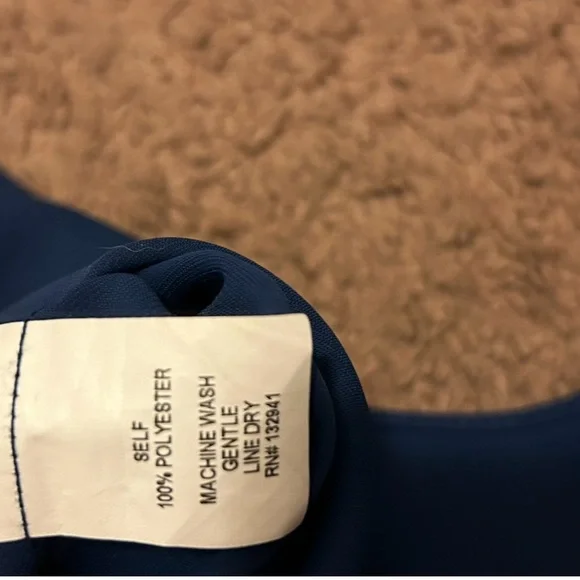 SELF
100% POLYESTER
MACHINE WASH
GENTLE
LINE DRY
RN# 132941